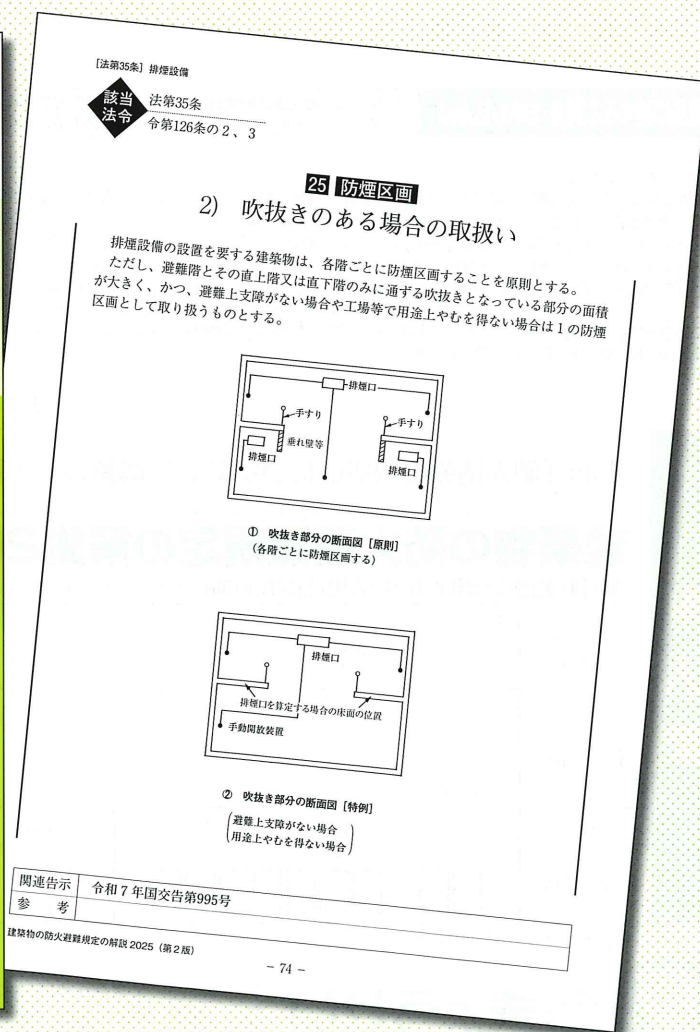 [法第35条] 排煙設備
該当
法令
法第35条
令第126条の2、3
25 防煙区画
2) 吹抜きのある場合の取扱い
排煙設備の設置を要する建築物は、各階ごとに防煙区画することを原則とする。
ただし、避難階とその直上階又は直下階のみに通ずる吹抜きとなっている部分の面積
が大きく、かつ、避難上支障がない場合や工場等で用途上やむを得ない場合は1の防煙
区画として取り扱うものとする。
排煙口
手すり
手すり
垂れ壁等
排煙口
排煙口
① 吹抜き部分の断面図［原則］
(各階ごとに防煙区画する)
排煙口
排煙口を算定する場合の床面の位置
手動開放装置
② 吹抜き部分の断面図［特例］
(避難上支障がない場合
用途上やむを得ない場合)
関連告示 令和7年国交告第995号
参考
建築物の防火避難規定の解説2025（第2版）
－ 74 －